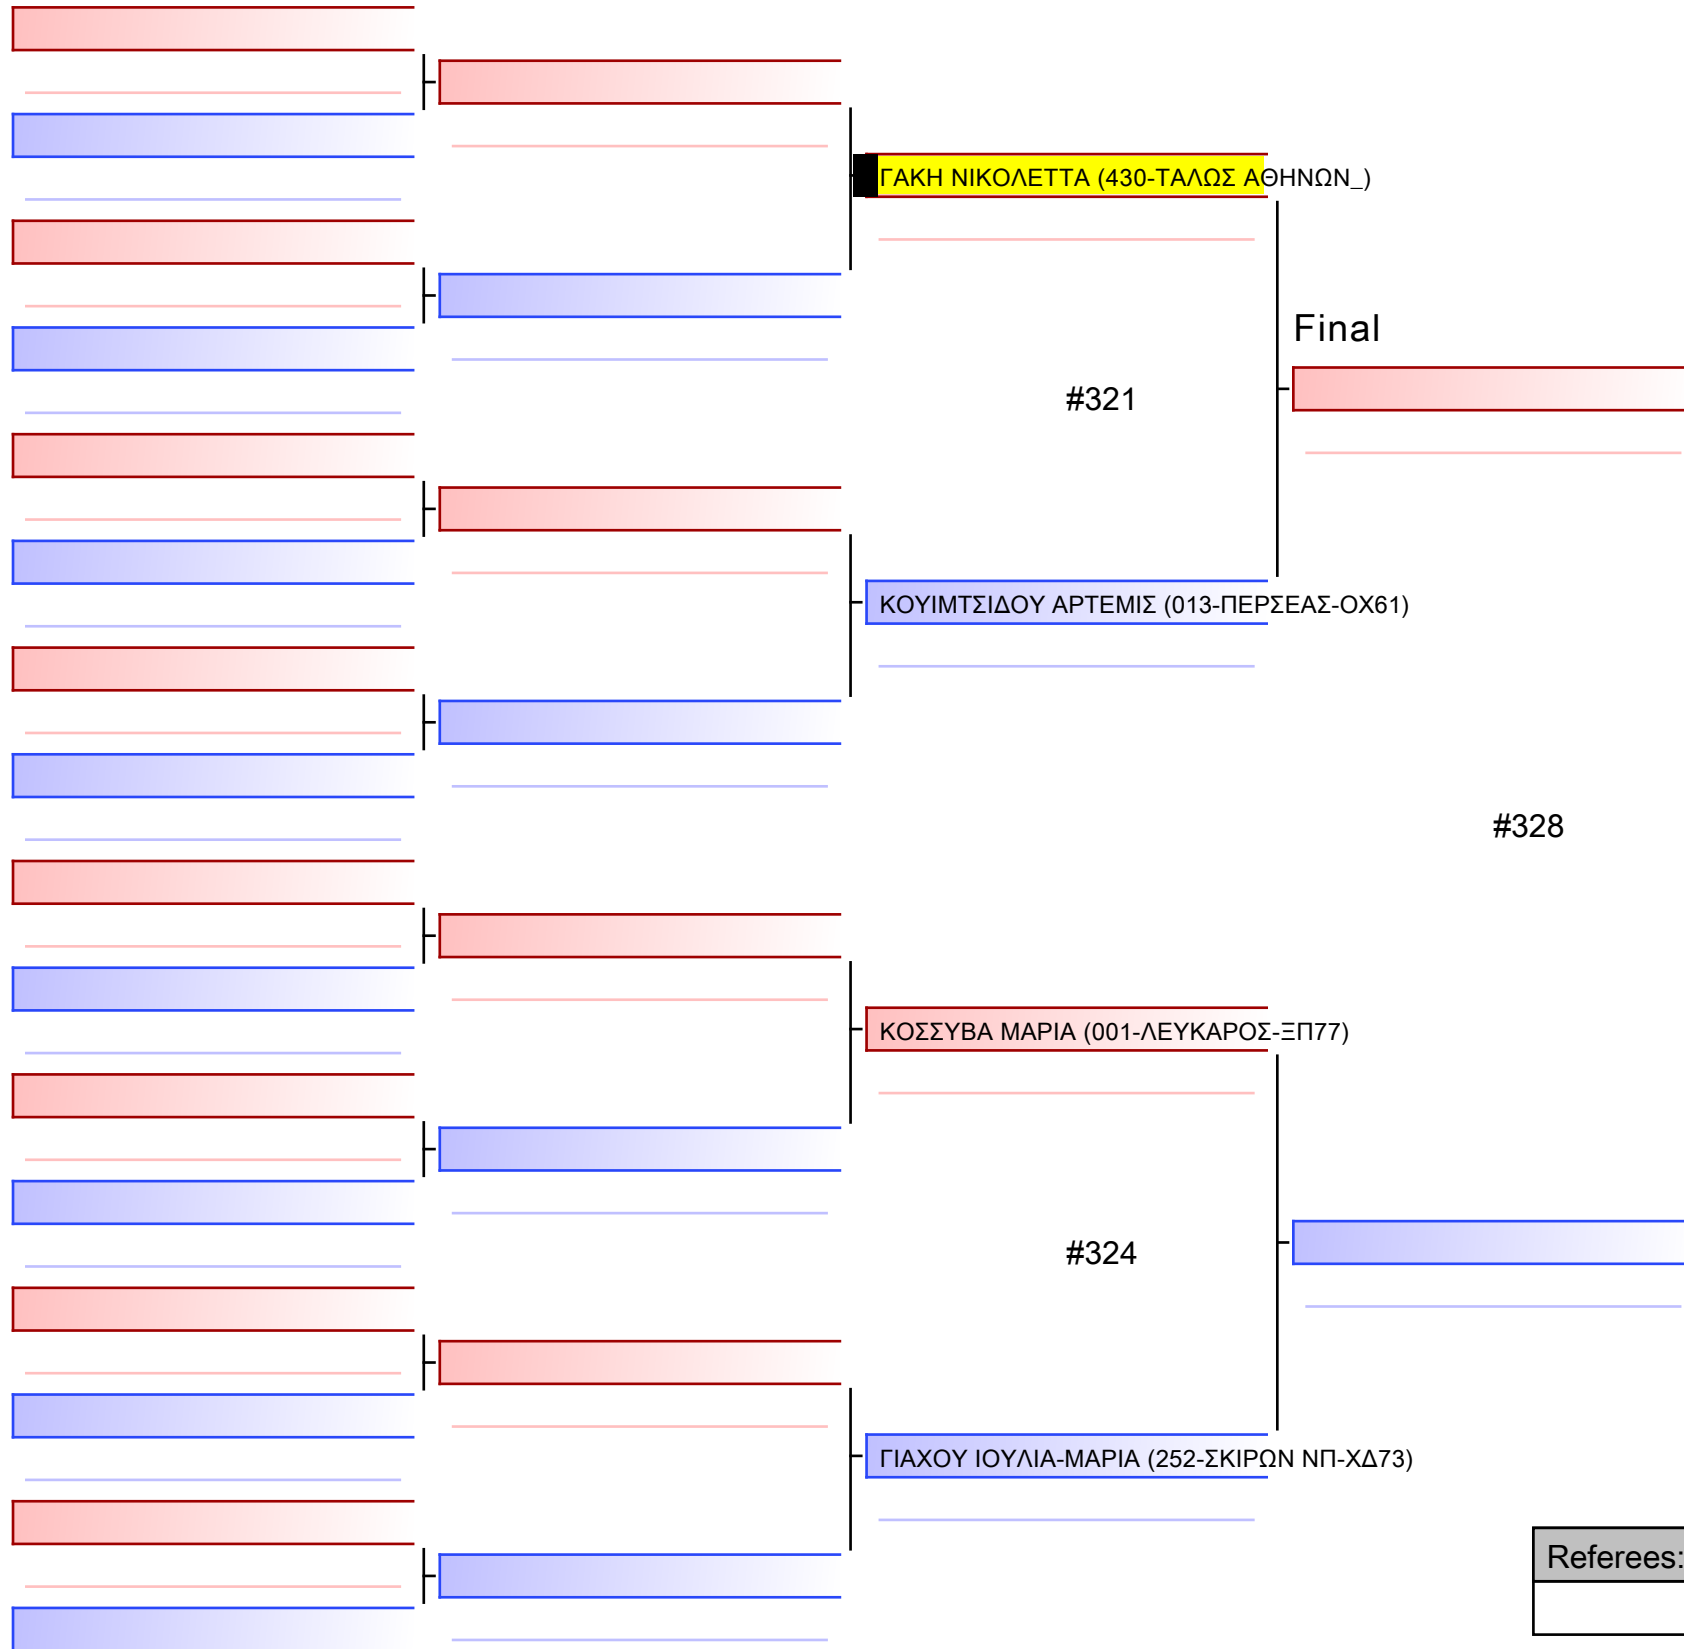 ΓΑΚΗ ΝΙΚΟΛΕΤΤΑ (430-ΤΑΛΩΣ ΑΘΗΝΩΝ_)
Final
#321
ΚΟΥΙΜΤΣΙΔΟΥ ΑΡΤΕΜΙΣ (013-ΠΕΡΣΕΑΣ-ΟΧ61)
#328
ΚΟΣΣΥΒΑ ΜΑΡΙΑ (001-ΛΕΥΚΑΡΟΣ-ΞΠ77)
#324
ΓΙΑΧΟΥ ΙΟΥΛΙΑ-ΜΑΡΙΑ (252-ΣΚΙΡΩΝ ΝΠ-ΧΔ73)
Referees: